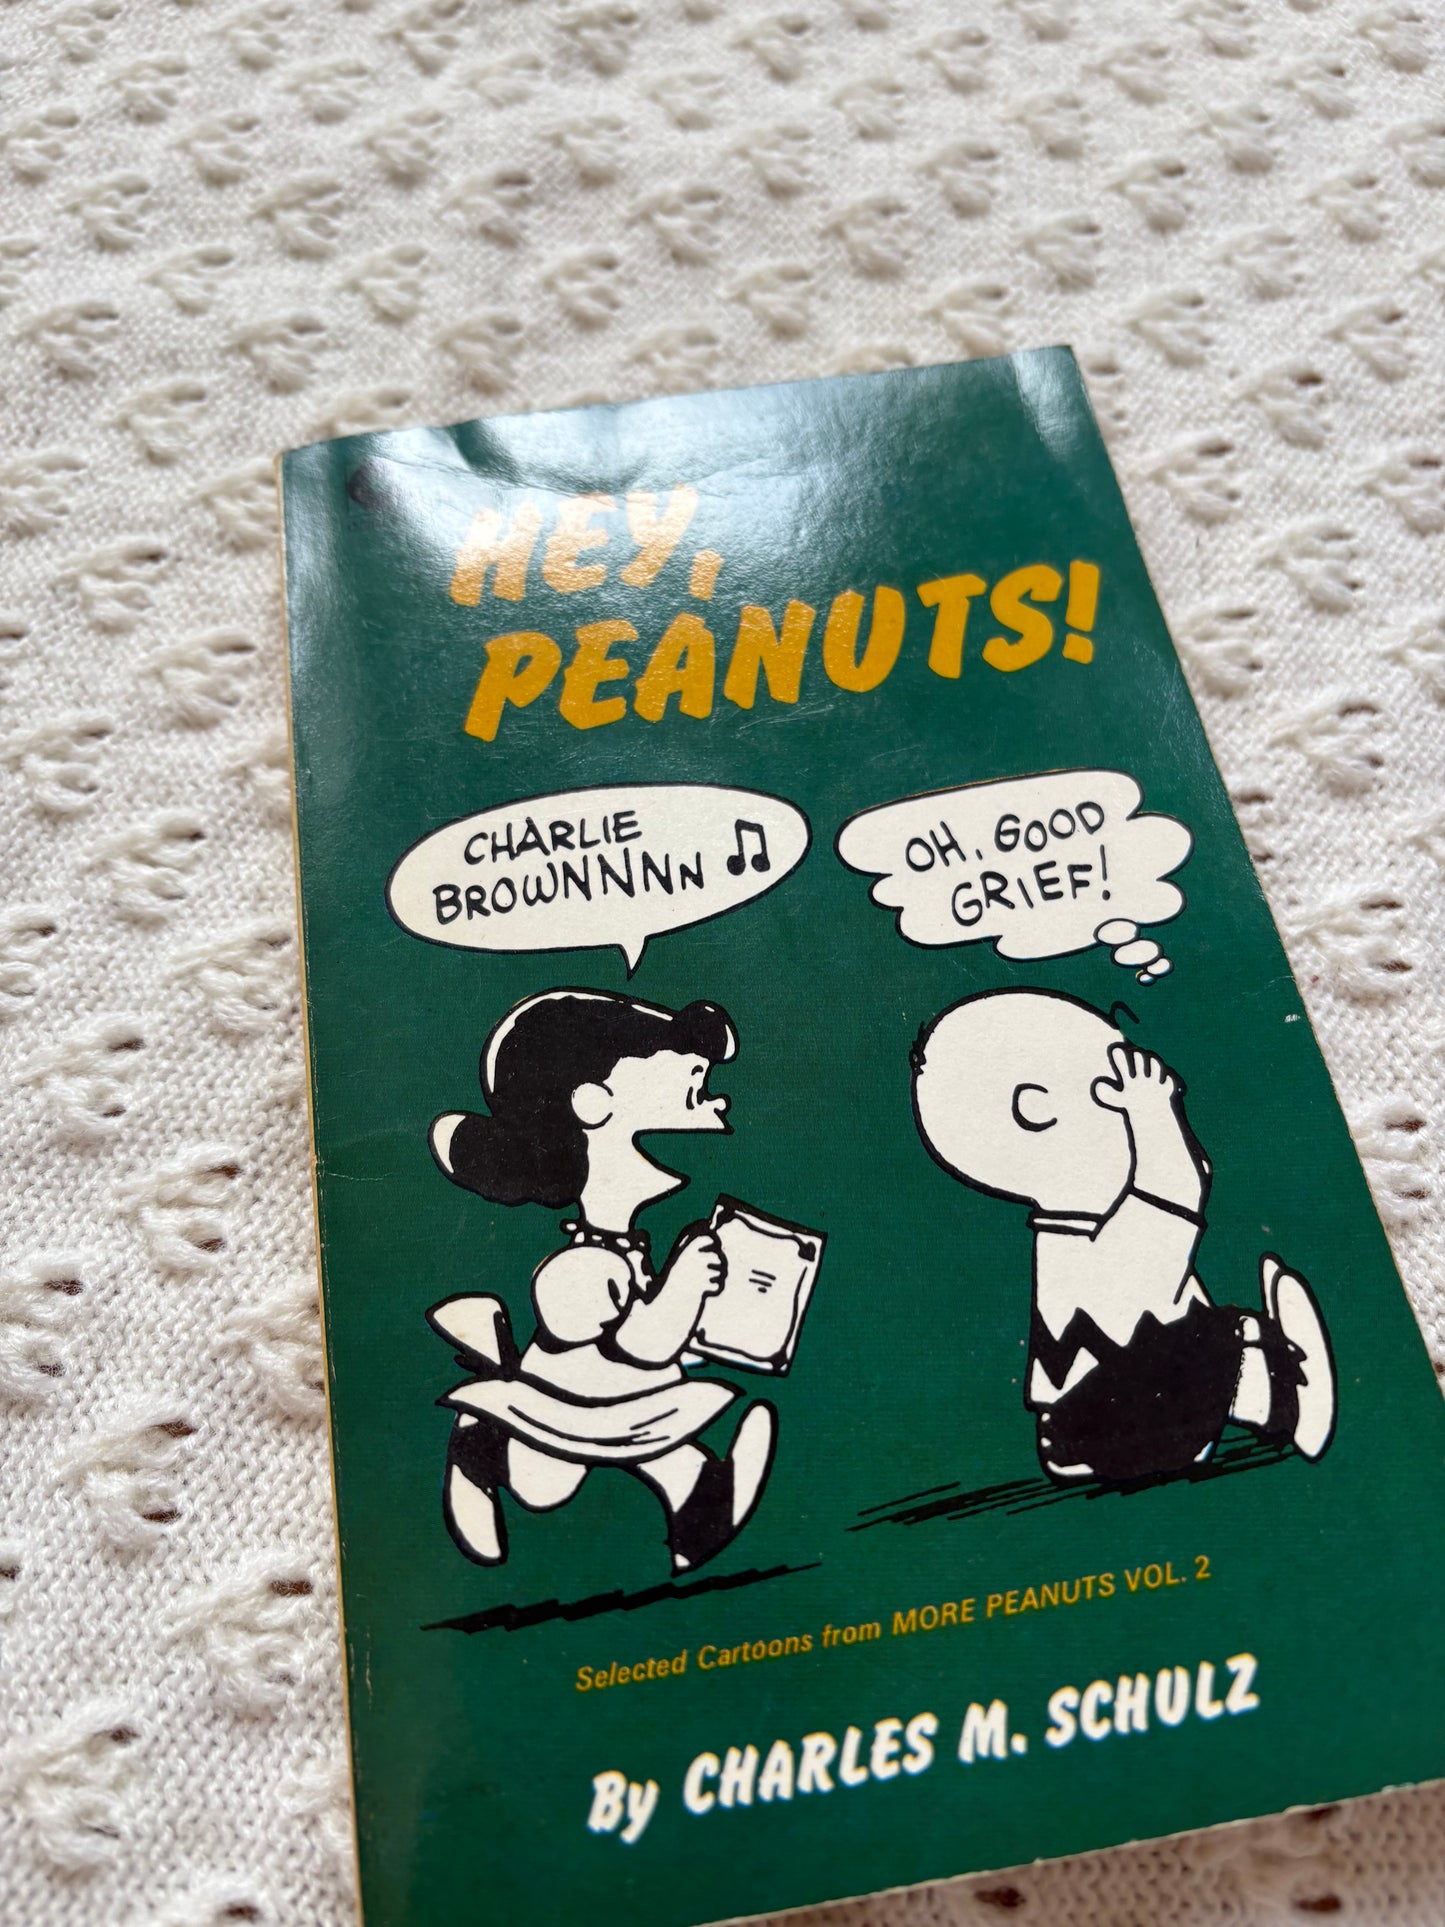 HEY,
PEANUTS!
CHARLIE
BROWNNNN
OH, GOOD
GRIEF!
Selected Cartoons from MORE PEANUTS VOL. 2
By CHARLES M. SCHULZ